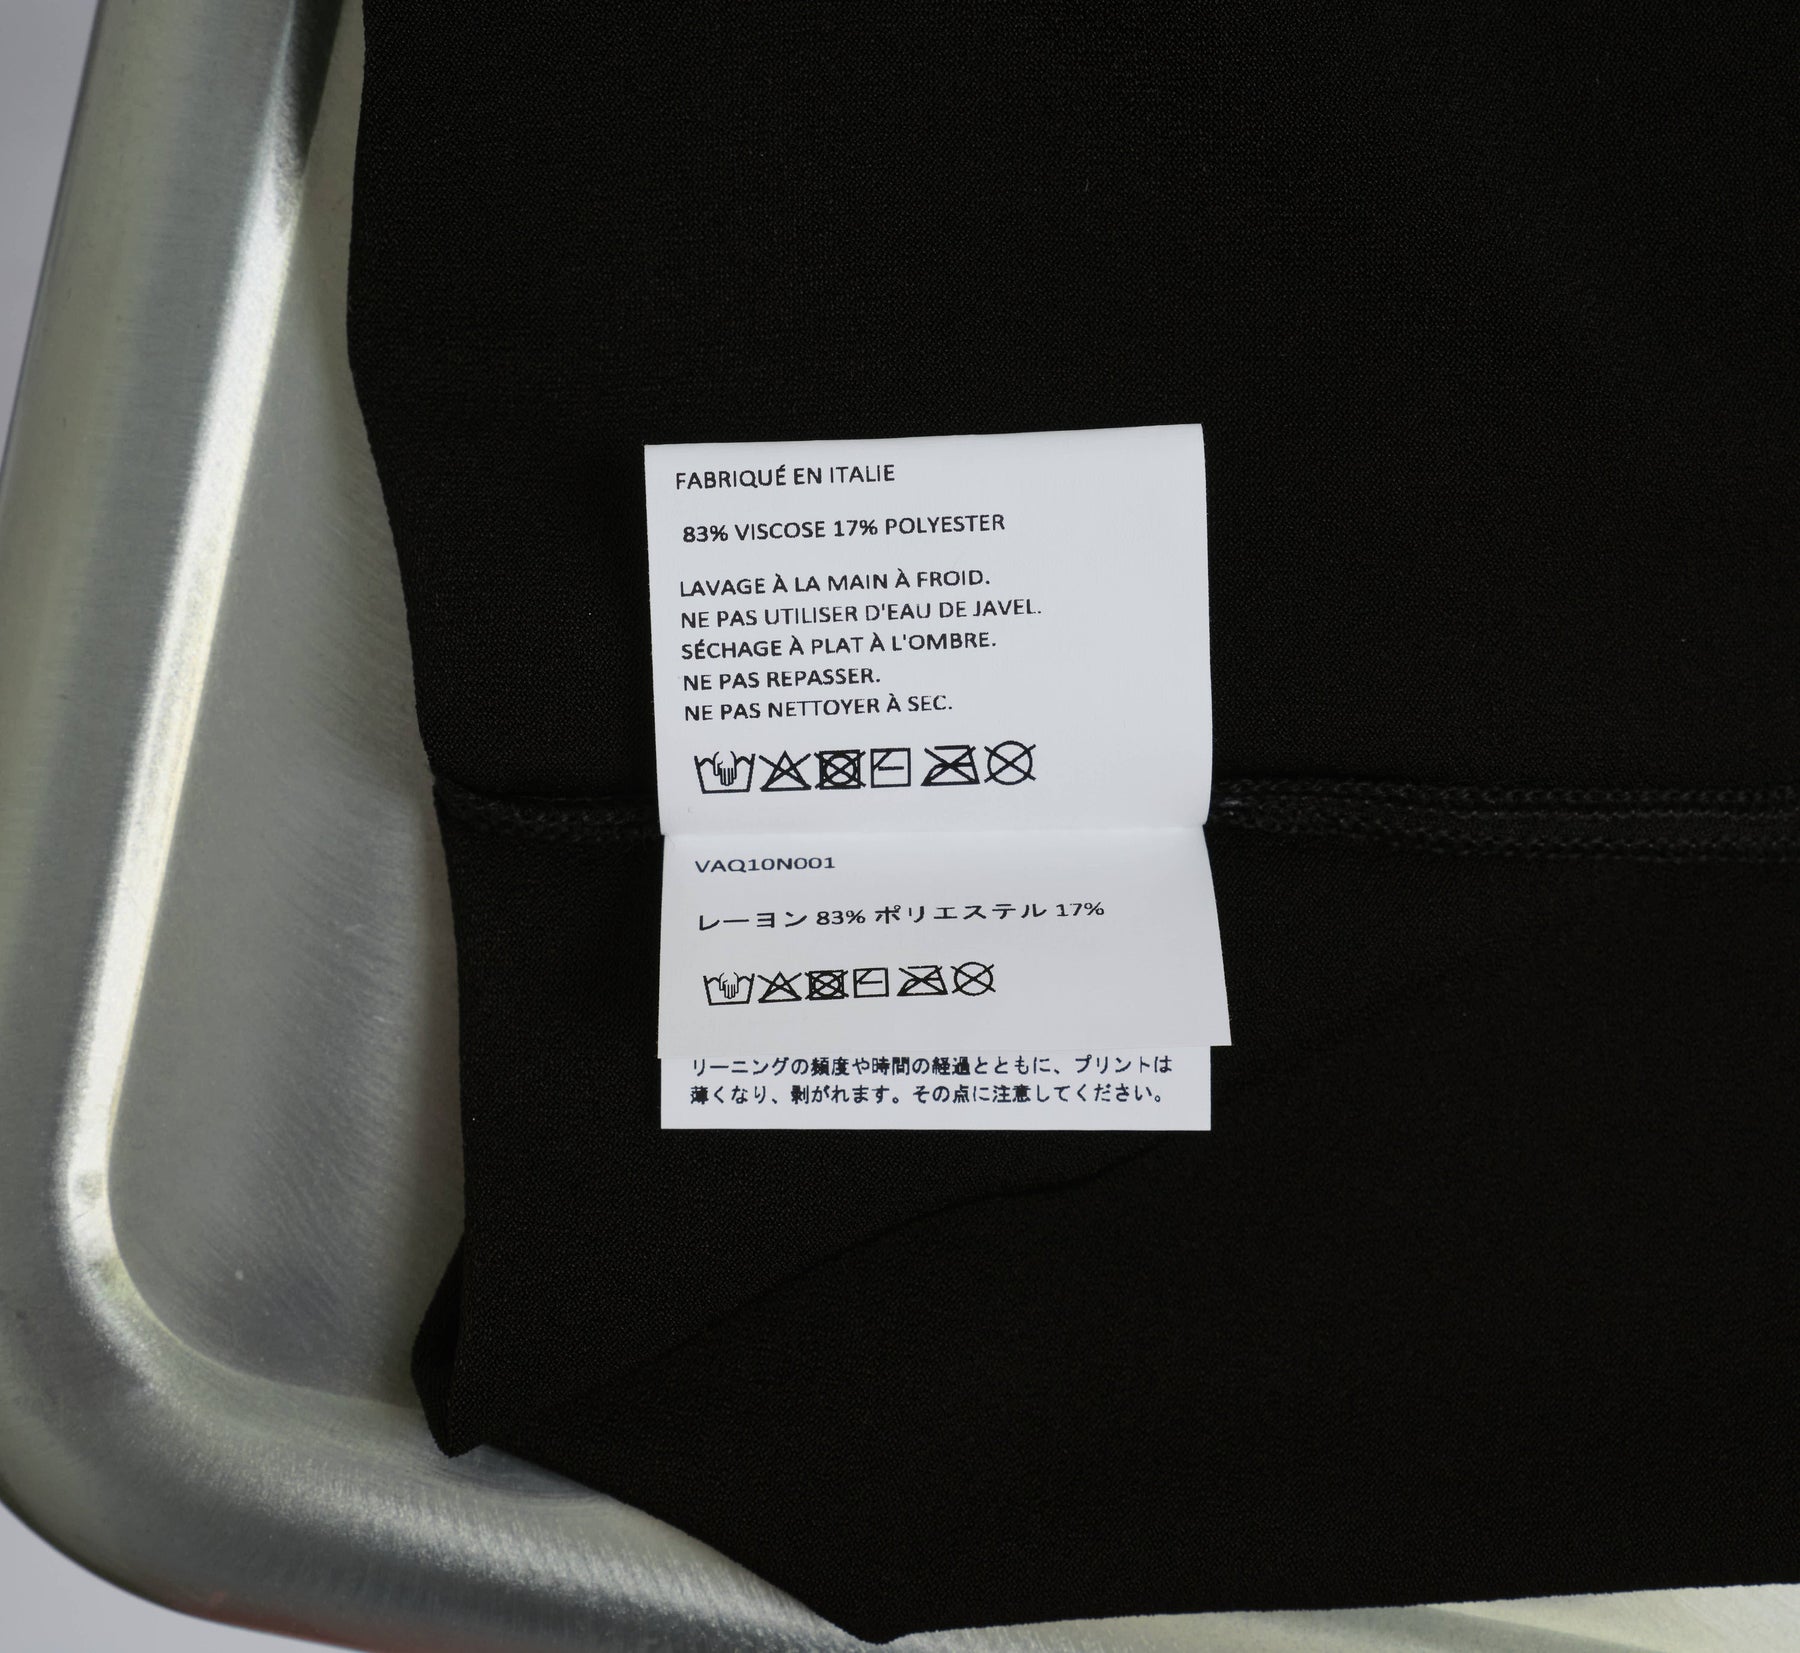 FABRIQUÉ EN ITALIE
83% VISCOSE 17% POLYESTER
LAVAGE À LA MAIN À FROID.
NE PAS UTILISER D'EAU DE JAVEL.
SÉCHAGE À PLAT À L'OMBRE.
NE PAS REPASSER.
NE PAS NETTOYER À SEC.
VAQ10N001
レーヨン 83% ポリエステル 17%
リーニングの頻度や時間の経過とともに、プリントは
薄くなり、剥がれます。その点に注意してください。